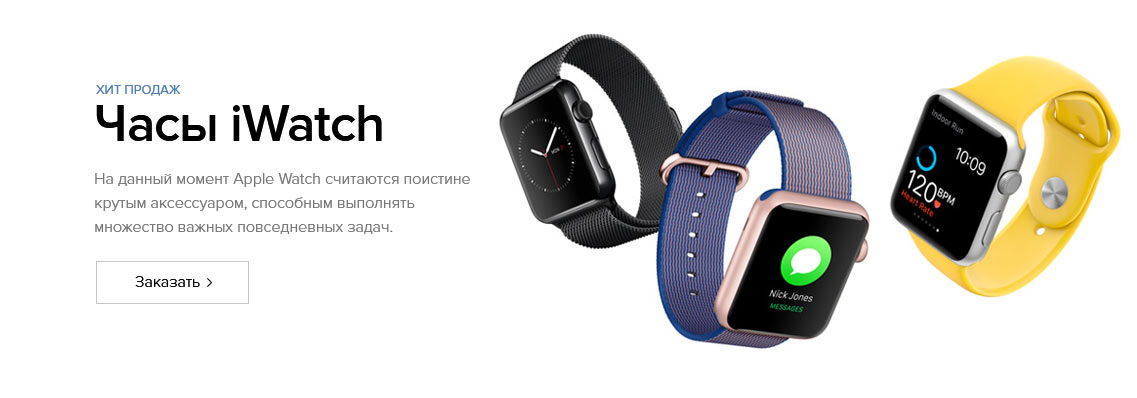 ХИТ ПРОДАЖ
Часы iWatch
На данный момент Apple Watch считаются поистине
крутым аксессуаром, способным выполнять
множество важных повседневных задач.
Заказать >
Nick Jones
MESSAGES
Indoor Run
10:09
120BPM
Heart Rate